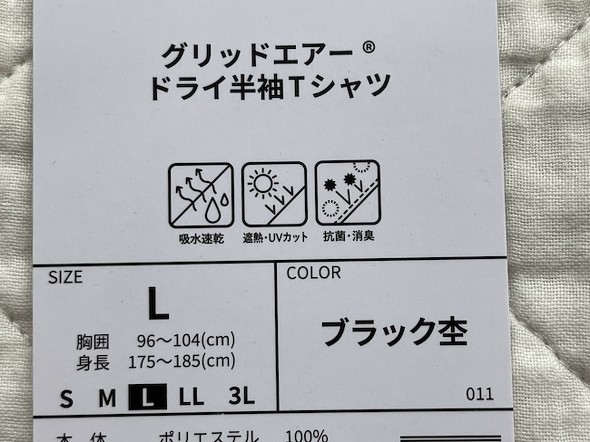 グリッドエアー®
ドライ半袖Tシャツ
吸水速乾 遮熱・UVカット 抗菌・消臭
SIZE
L
胸囲 96〜104(cm)
身長 175〜185(cm)
S M L LL 3L
COLOR
ブラック杢
011
本体 ポリエステル 100%